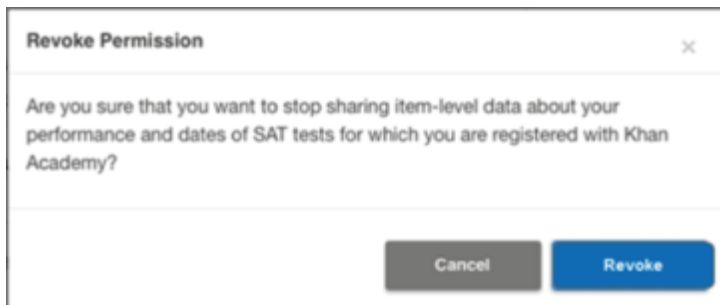 Revoke Permission
Are you sure that you want to stop sharing item-level data about your
performance and dates of SAT tests for which you are registered with Khan
Academy?
Cancel
Revoke